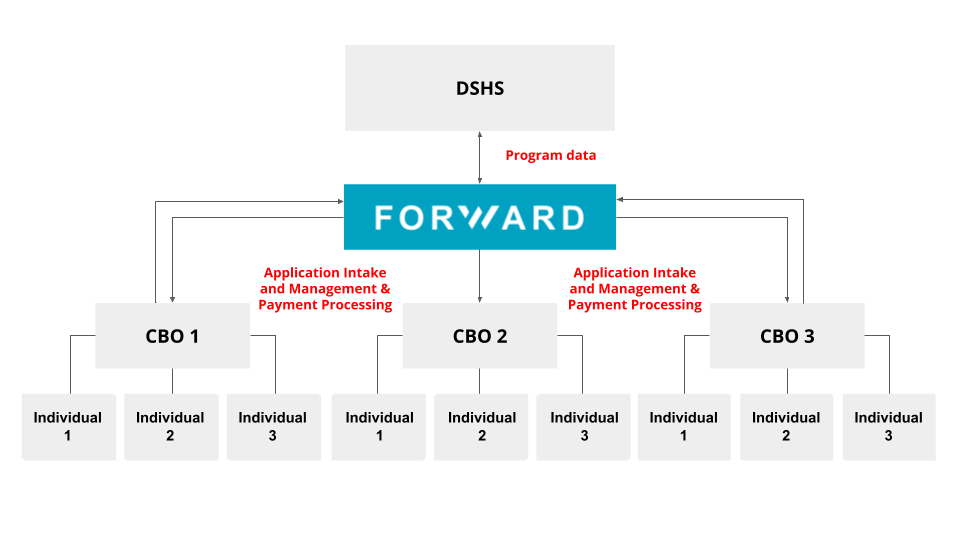 DSHS
Program data
FORWARD
Application Intake
and Management &
Payment Processing
Application Intake
and Management &
Payment Processing
CBO 1
CBO 2
CBO 3
Individual
1
Individual
2
Individual
3
Individual
1
Individual
2
Individual
3
Individual
1
Individual
2
Individual
3